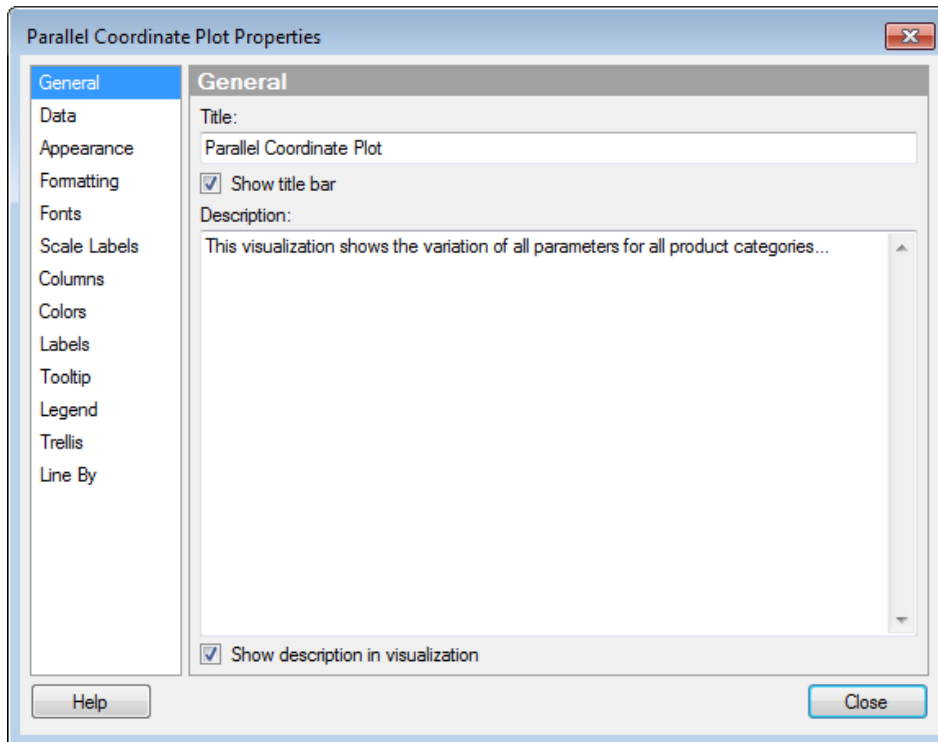 Parallel Coordinate Plot Properties
General
Data
Appearance
Formatting
Fonts
Scale Labels
Columns
Colors
Labels
Tooltip
Legend
Trellis
Line By
General
Title:
Parallel Coordinate Plot
Show title bar
Description:
This visualization shows the variation of all parameters for all product categories...
Show description in visualization
Help
Close